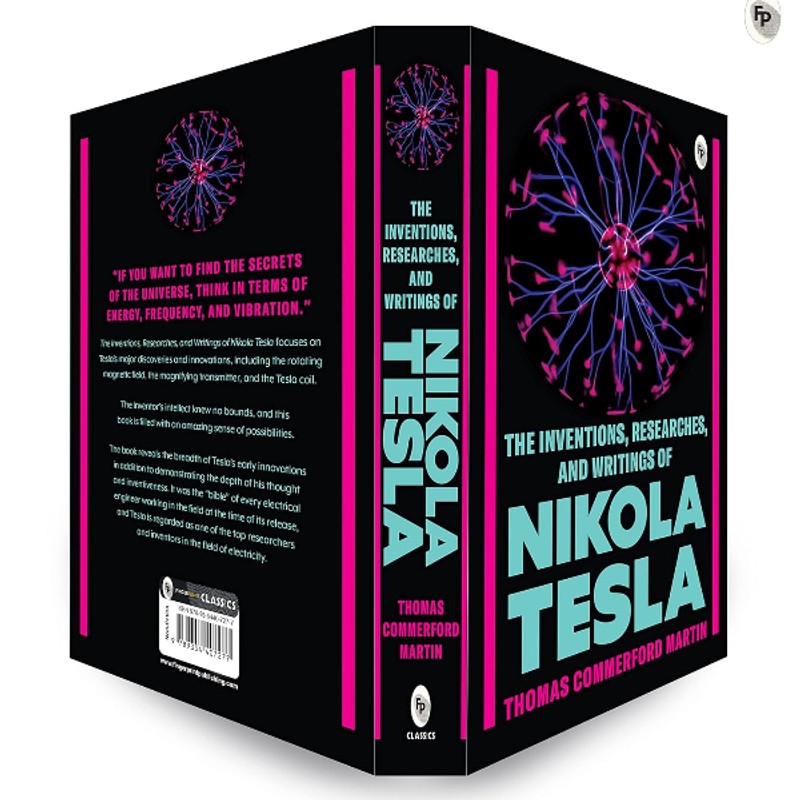 Fp
"IF YOU WANT TO FIND THE SECRETS
OF THE UNIVERSE, THINK IN TERMS OF
ENERGY, FREQUENCY, AND VIBRATION."
The Inventions, Researches, and Writings of Nikola Tesla focuses on
Tesla's major discoveries and innovations, including the rotating
magnetic field, the magnifying transmitter, and the Tesla coil.
The inventor's intellect knew no bounds, and this
book is filled with an amazing sense of possibilities.
The book reveals the breadth of Tesla's early innovations
in addition to demonstrating the depth of his thought
and inventiveness. It was the "bible" of every electrical
engineer working in the field at the time of its release,
and Tesla is regarded as one of the top researchers
and inventors in the field of electricity.
Fp
CLASSICS
www.fingerprintpublishing.com
THE
INVENTIONS,
RESEARCHES,
AND
WRITINGS OF
NIKOLA
TESLA
THOMAS
COMMERFORD
MARTIN
Fp
CLASSICS
Fp
THE INVENTIONS, RESEARCHES,
AND WRITINGS OF
NIKOLA
TESLA
THOMAS COMMERFORD MARTIN